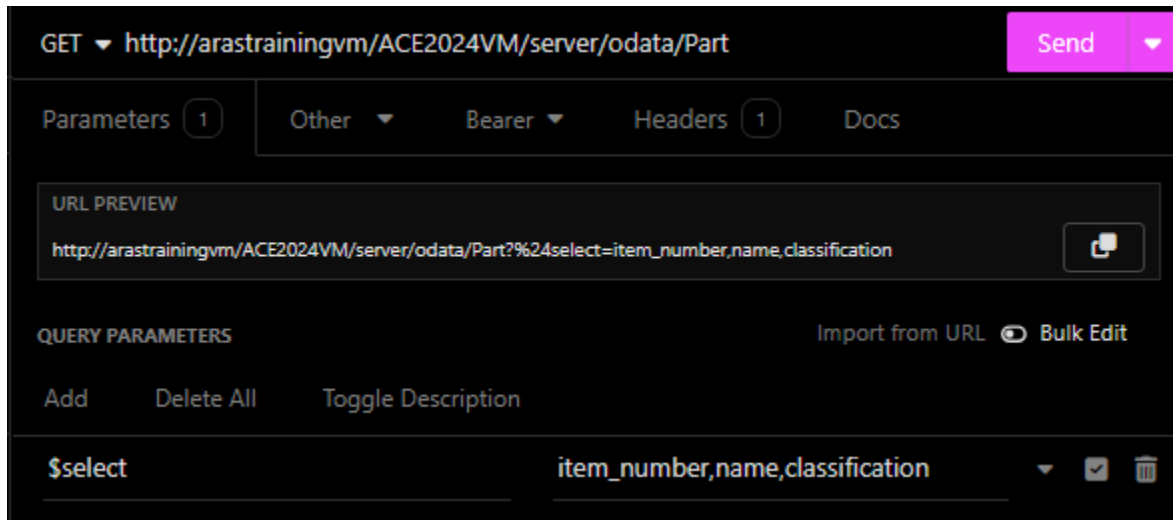 GET http://arastrainingvm/ACE2024VM/server/odata/Part Send
Parameters 1 Other Bearer Headers 1 Docs
URL PREVIEW
http://arastrainingvm/ACE2024VM/server/odata/Part?%24select=item_number,name,classification
QUERY PARAMETERS Import from URL Bulk Edit
Add Delete All Toggle Description
$select item_number,name,classification